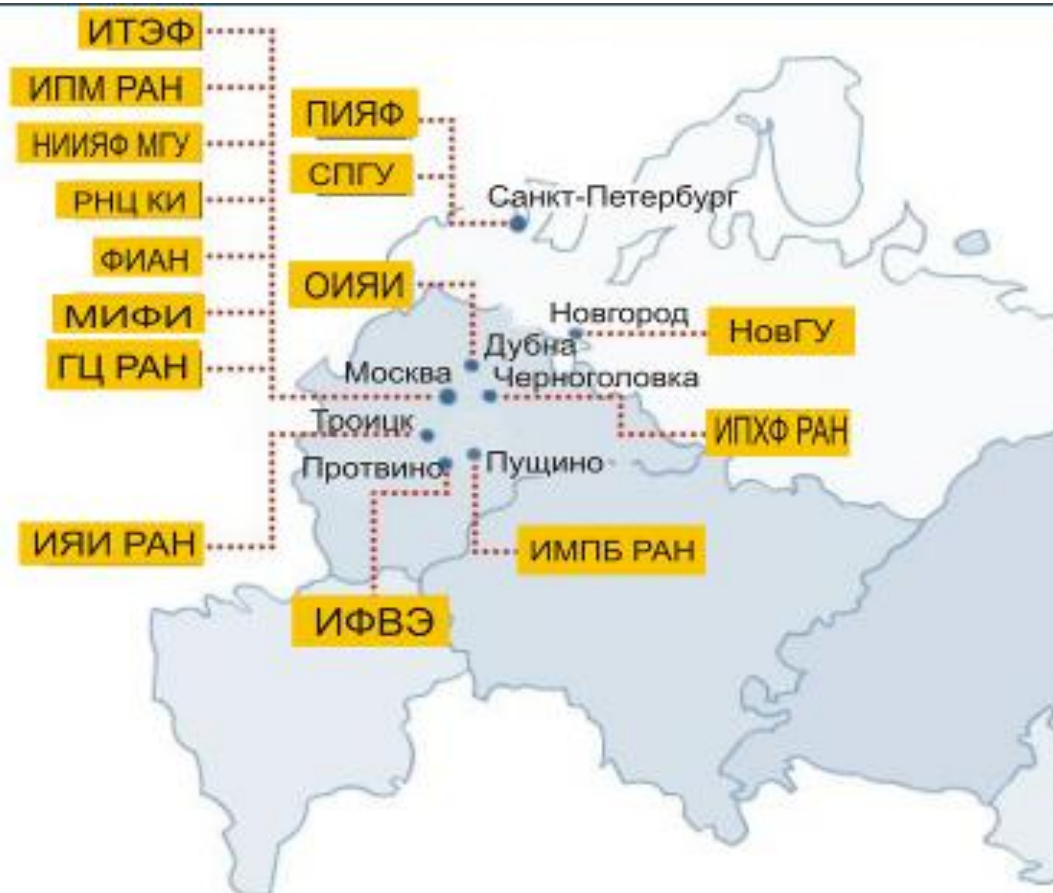 ИТЭФ
ИПМ РАН
НИИЯФ МГУ
РНЦ КИ
ФИАН
МИФИ
ГЦ РАН
ПИЯФ
СПГУ
Санкт-Петербург
ОИЯИ
Новгород
НовГУ
Дубна
Москва
Черноголовка
ИПХФ РАН
Троицк
Протвино
Пущино
ИЯИ РАН
ИМПБ РАН
ИФВЭ